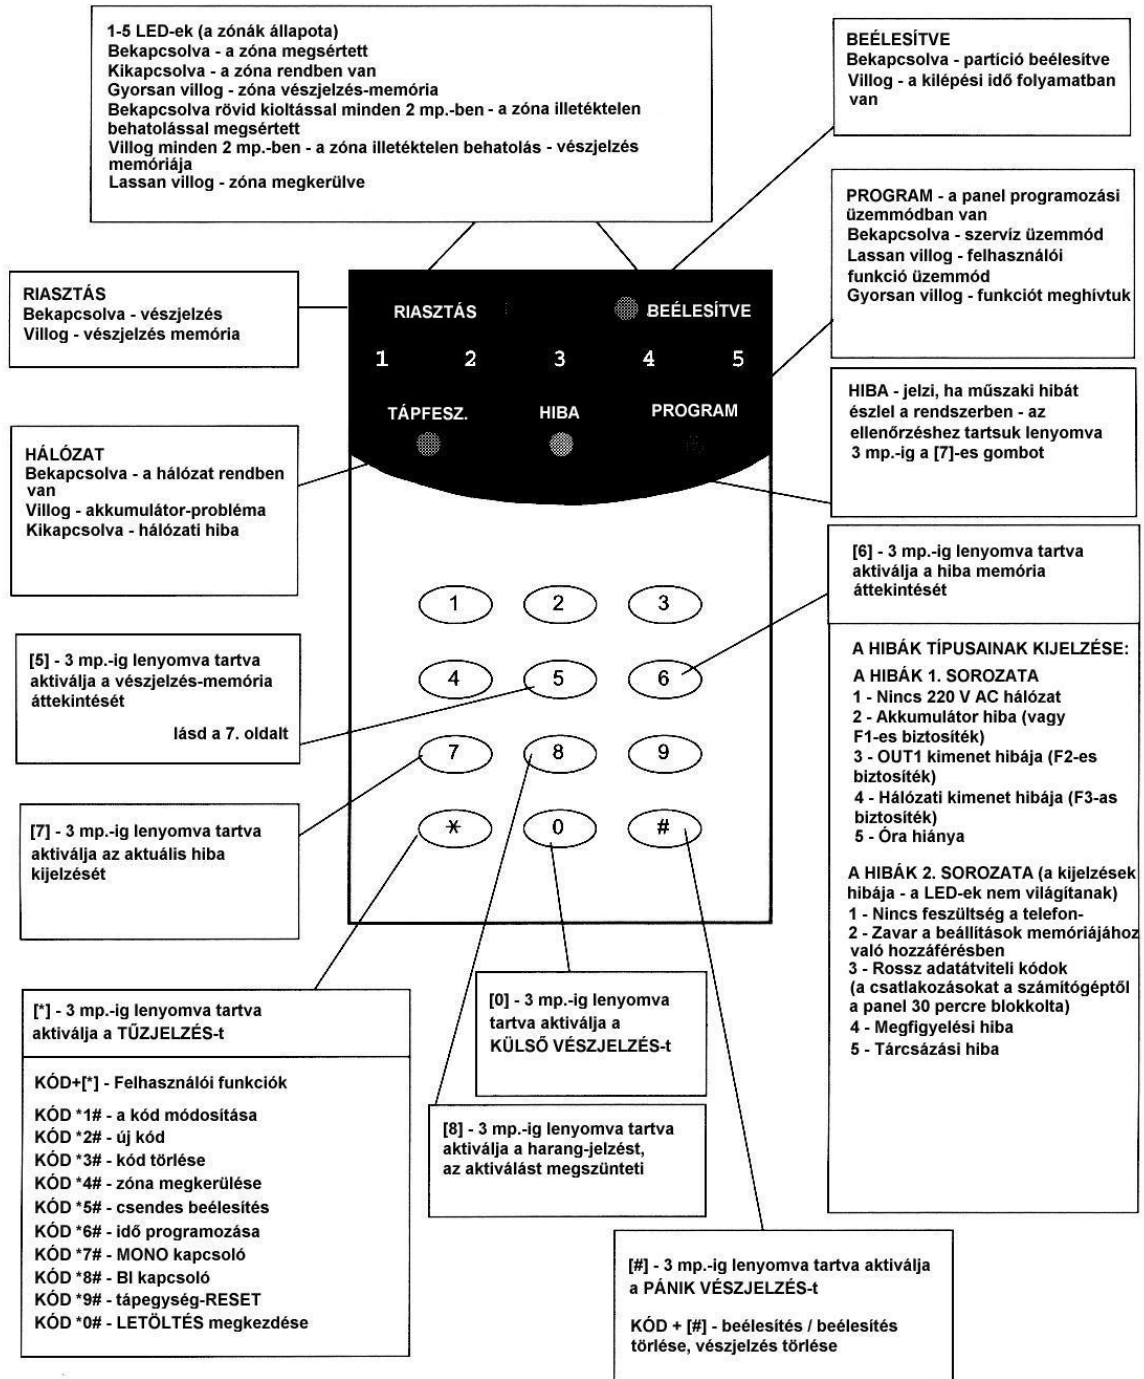 1-5 LED-ek (a zónák állapota)
Bekapcsolva - a zóna megsértett
Kikapcsolva - a zóna rendben van
Gyorsan villog - zóna vészjelzés-memória
Bekapcsolva rövid kioltással minden 2 mp.-ben - a zóna illetéktelen
behatolással megsértett
Villog minden 2 mp.-ben - a zóna illetéktelen behatolás - vészjelzés
memóriája
Lassan villog - zóna megkerülve
BEÉLESÍTVE
Bekapcsolva - partíció beélesítve
Villog - a kilépési idő folyamatban
van
PROGRAM - a panel programozási
üzemmódban van
Bekapcsolva - szervíz üzemmód
Lassan villog - felhasználói
funkció üzemmód
Gyorsan villog - funkciót meghívtuk
RIASZTÁS
Bekapcsolva - vészjelzés
Villog - vészjelzés memória
RIASZTÁS BEÉLESÍTVE
1 2 3 4 5
TÁPFESZ. HIBA PROGRAM
HIBA - jelzi, ha műszaki hibát
észlel a rendszerben - az
ellenőrzéshez tartsuk lenyomva
3 mp.-ig a [7]-es gombot
HÁLÓZAT
Bekapcsolva - a hálózat rendben
van
Villog - akkumulátor-probléma
Kikapcsolva - hálózati hiba
[6] - 3 mp.-ig lenyomva tartva
aktiválja a hiba memória
áttekintését
1 2 3
4 5 6
7 8 9
* 0 #
[5] - 3 mp.-ig lenyomva tartva
aktiválja a vészjelzés-memória
áttekintését
lásd a 7. oldalt
A HIBÁK TÍPUSAINAK KIJELZÉSE:
A HIBÁK 1. SOROZATA
1 - Nincs 220 V AC hálózat
2 - Akkumulátor hiba (vagy
F1-es biztosíték)
3 - OUT1 kimenet hibája (F2-es
biztosíték)
4 - Hálózati kimenet hibája (F3-as
biztosíték)
5 - Óra hiánya
A HIBÁK 2. SOROZATA (a kijelzések
hibája - a LED-ek nem világítanak)
1 - Nincs feszültség a telefon-
2 - Zavar a beállítások memóriájához
való hozzáférésben
3 - Rossz adatátviteli kódok
(a csatlakozásokat a számítógéptől
a panel 30 percre blokkolta)
4 - Megfigyelési hiba
5 - Tárcsázási hiba
[7] - 3 mp.-ig lenyomva tartva
aktiválja az aktuális hiba
kijelzését
[*] - 3 mp.-ig lenyomva tartva
aktiválja a TŰZJELZÉS-t
KÓD+[*] - Felhasználói funkciók
KÓD *1# - a kód módosítása
KÓD *2# - új kód
KÓD *3# - kód törlése
KÓD *4# - zóna megkerülése
KÓD *5# - csendes beélesítés
KÓD *6# - idő programozása
KÓD *7# - MONO kapcsoló
KÓD *8# - BI kapcsoló
KÓD *9# - tápegység-RESET
KÓD *0# - LETÖLTÉS megkezdése
[0] - 3 mp.-ig lenyomva
tartva aktiválja a
KÜLSŐ VÉSZJELZÉS-t
[8] - 3 mp.-ig lenyomva tartva
aktiválja a harang-jelzést,
az aktiválást megszünteti
[#] - 3 mp.-ig lenyomva tartva aktiválja
a PÁNIK VÉSZJELZÉS-t
KÓD + [#] - beélesítés / beélesítés
törlése, vészjelzés törlése